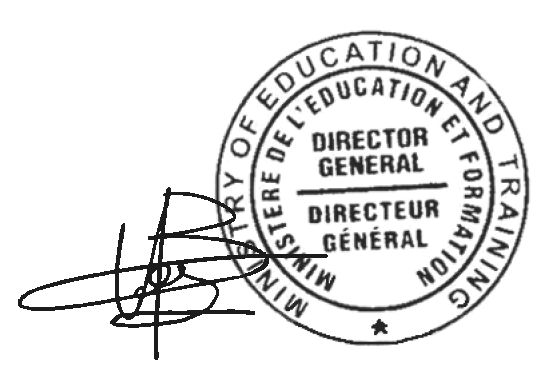 MINISTRY OF EDUCATION AND TRAINING
MINISTERE DE L'EDUCATION ET FORMATION
DIRECTOR
GENERAL
DIRECTEUR
GÉNÉRAL